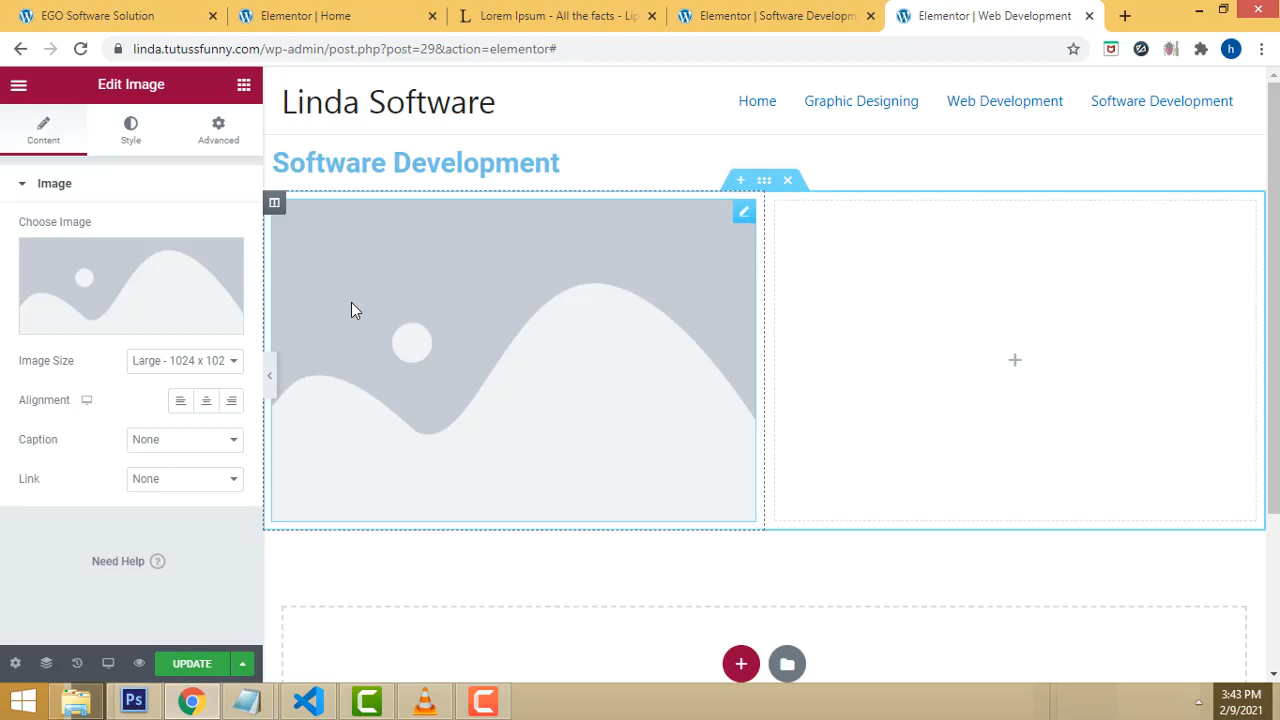 EGO Software Solution
Elementor | Home
Lorem Ipsum - All the facts - Lip
Elementor | Software Developm
Elementor | Web Development
linda.tutussfunny.com/wp-admin/post.php?post=29&action=elementor#
h
Edit Image
Content
Style
Advanced
Image
Choose Image
Image Size
Large - 1024 x 102
Alignment
Caption
None
Link
None
Need Help
UPDATE
Linda Software
Home
Graphic Designing
Web Development
Software Development
Software Development
3:43 PM
2/9/2021